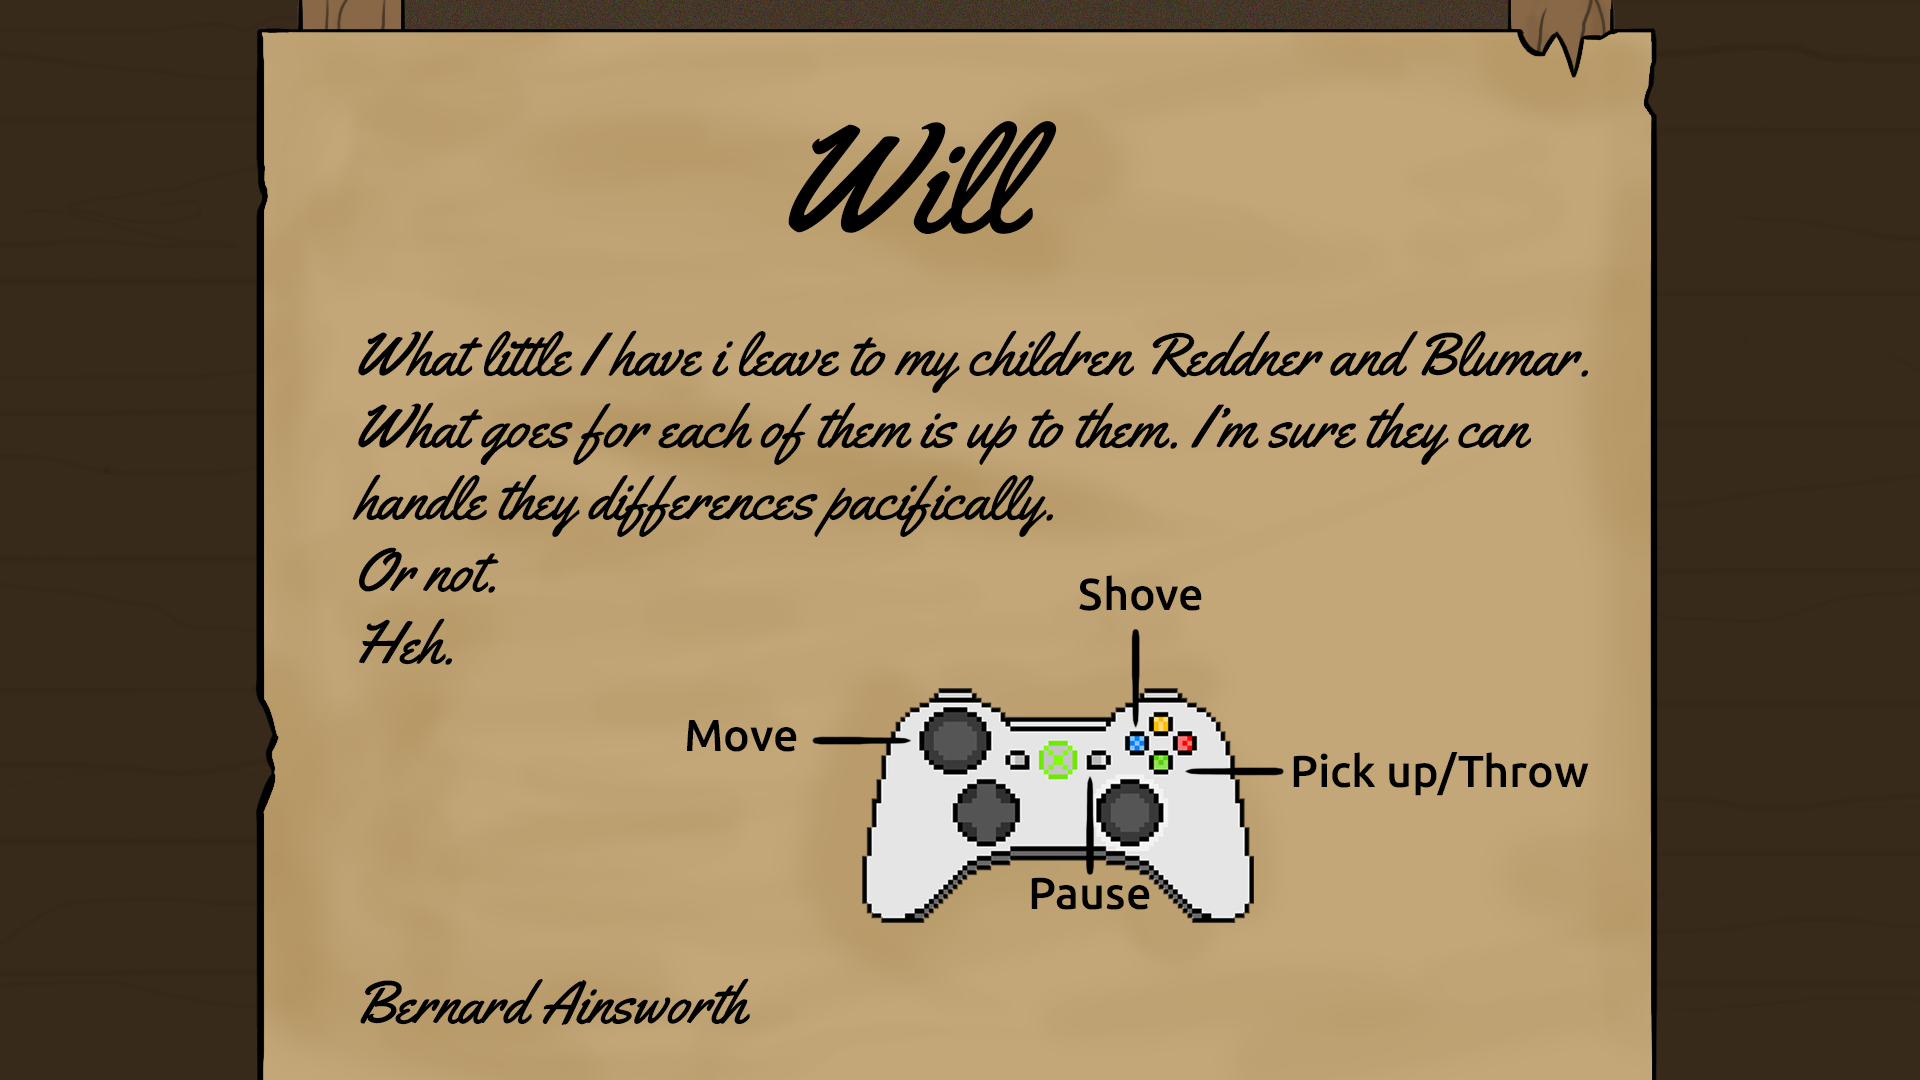 Will
What little I have i leave to my children Reddner and Blumar.
What goes for each of them is up to them. I'm sure they can
handle they differences pacifically.
Or not.
Heh.
Shove
Move
Pick up/Throw
Pause
Bernard Ainsworth